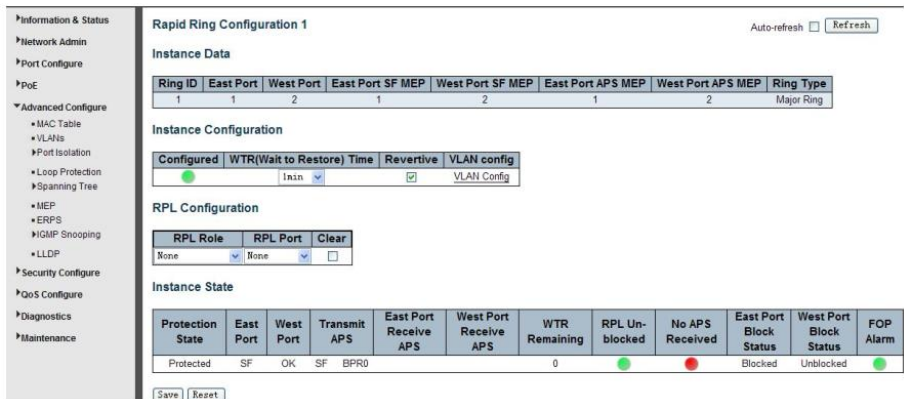 Information & Status
Network Admin
Port Configure
PoE
Advanced Configure
MAC Table
VLANs
Port Isolation
Loop Protection
Spanning Tree
MEP
ERPS
IGMP Snooping
LLDP
Security Configure
QoS Configure
Diagnostics
Maintenance
Rapid Ring Configuration 1
Auto-refresh Refresh
Instance Data
Ring ID East Port West Port East Port SF MEP West Port SF MEP East Port APS MEP West Port APS MEP Ring Type
1 1 2 1 2 1 2 Major Ring
Instance Configuration
Configured WTR(Wait to Restore) Time Revertive VLAN config
1min VLAN Config
RPL Configuration
RPL Role RPL Port Clear
None None
Instance State
Protection State East Port West Port Transmit APS East Port Receive APS West Port Receive APS WTR Remaining RPL Un-blocked No APS Received East Port Block Status West Port Block Status FOP Alarm
Protected SF OK SF BPR0 0 Blocked Unblocked
Save Reset